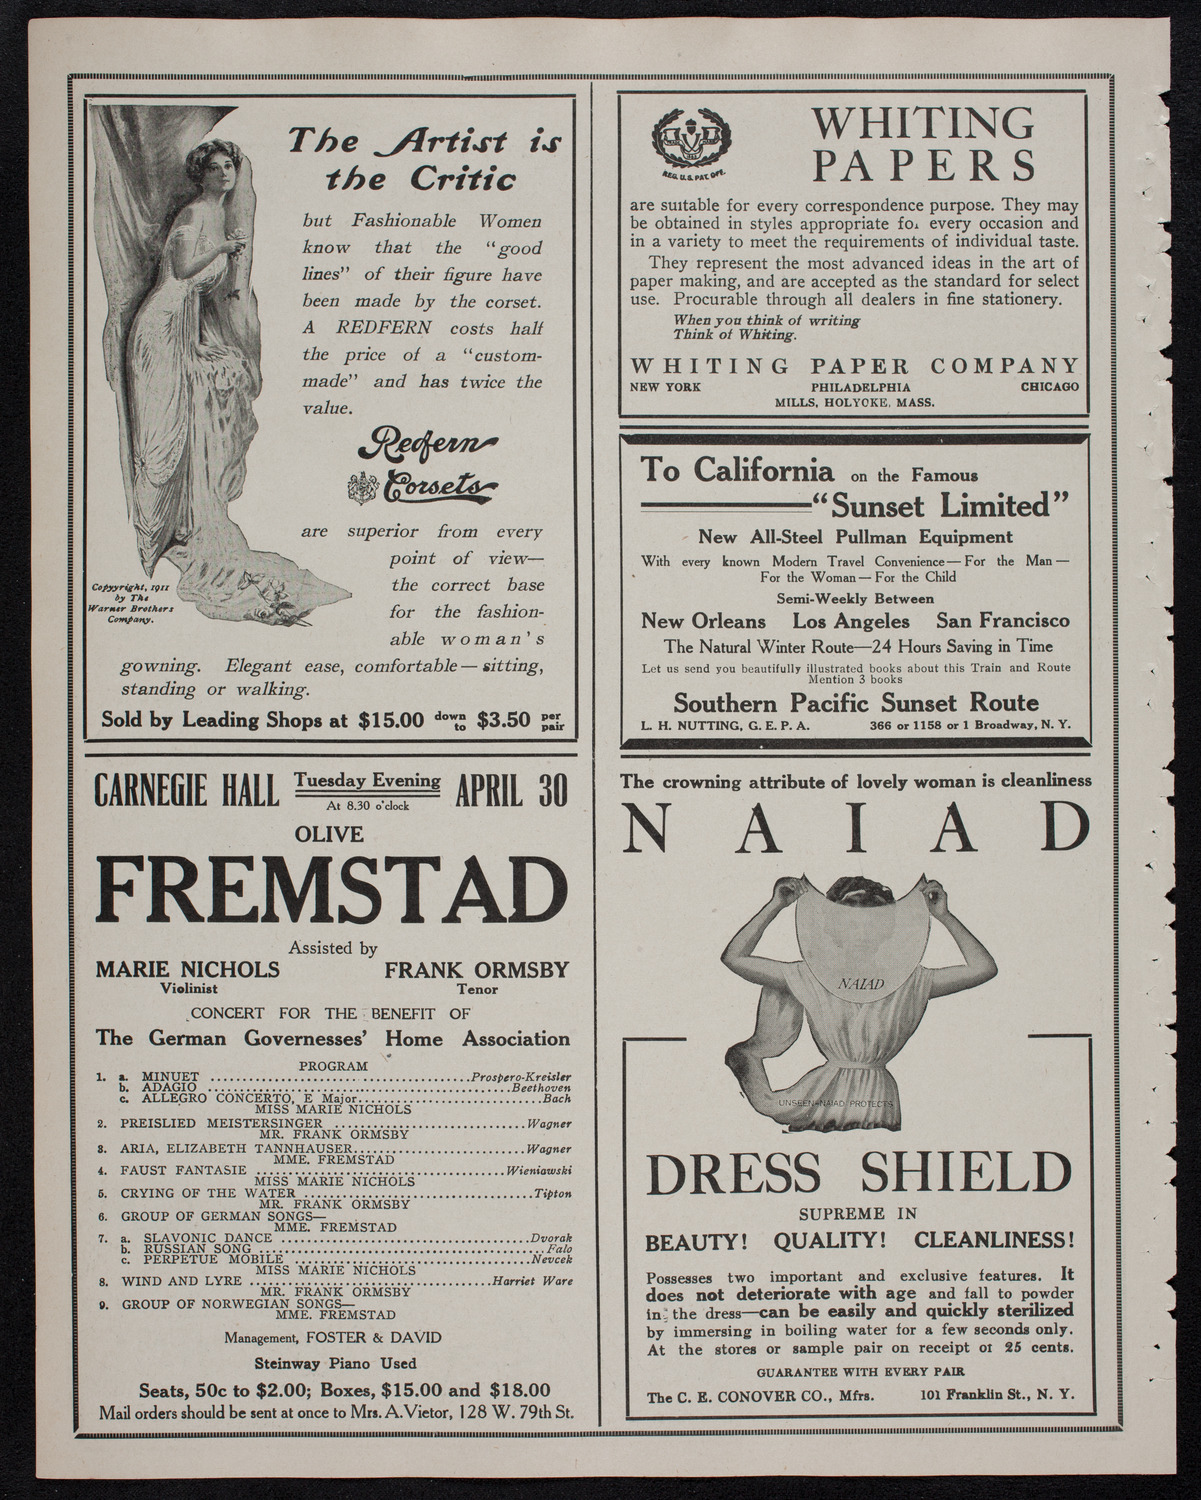 The Artist is
the Critic
but Fashionable Women
know that the "good
lines" of their figure have
been made by the corset.
A REDFERN costs half
the price of a "custom-
made" and has twice the
value.
Redfern
Corsets
are superior from every
point of view—
the correct base
for the fashion-
able woman's
gowning. Elegant ease, comfortable—sitting,
standing or walking.
Copyright, 1911
by The
Warner Brothers
Company.
Sold by Leading Shops at $15.00 down to $3.50 per pair
CARNEGIE HALL Tuesday Evening At 8.30 o'clock APRIL 30
OLIVE
FREMSTAD
Assisted by
MARIE NICHOLS FRANK ORMSBY
Violinist Tenor
CONCERT FOR THE BENEFIT OF
The German Governesses' Home Association
PROGRAM
1. a. MINUET ....Prospero-Kreisler
b. ADAGIO ....Beethoven
c. ALLEGRO CONCERTO, E Major....Bach
MISS MARIE NICHOLS
2. PREISLIED MEISTERSINGER ....Wagner
MR. FRANK ORMSBY
3. ARIA, ELIZABETH TANNHAUSER....Wagner
MME. FREMSTAD
4. FAUST FANTASIE ....Wieniawski
MISS MARIE NICHOLS
5. CRYING OF THE WATER ....Tipton
MR. FRANK ORMSBY
6. GROUP OF GERMAN SONGS—
MME. FREMSTAD
7. a. SLAVONIC DANCE ....Dvorak
b. RUSSIAN SONG ....Falo
c. PERPETUE MOBILE ....Nevcek
MISS MARIE NICHOLS
8. WIND AND LYRE ....Harriet Ware
MR. FRANK ORMSBY
9. GROUP OF NORWEGIAN SONGS—
MME. FREMSTAD
Management, FOSTER & DAVID
Steinway Piano Used
Seats, 50c to $2.00; Boxes, $15.00 and $18.00
Mail orders should be sent at once to Mrs. A. Vietor, 128 W. 79th St.
REG. U.S. PAT. OFF.
WHITING
PAPERS
are suitable for every correspondence purpose. They may
be obtained in styles appropriate for every occasion and
in a variety to meet the requirements of individual taste.
They represent the most advanced ideas in the art of
paper making, and are accepted as the standard for select
use. Procurable through all dealers in fine stationery.
When you think of writing
Think of Whiting.
WHITING PAPER COMPANY
NEW YORK PHILADELPHIA CHICAGO
MILLS, HOLYOKE, MASS.
To California on the Famous
"Sunset Limited"
New All-Steel Pullman Equipment
With every known Modern Travel Convenience—For the Man—
For the Woman—For the Child
Semi-Weekly Between
New Orleans Los Angeles San Francisco
The Natural Winter Route—24 Hours Saving in Time
Let us send you beautifully illustrated books about this Train and Route
Mention 3 books
Southern Pacific Sunset Route
L. H. NUTTING, G. E. P. A. 366 or 1158 or 1 Broadway, N. Y.
The crowning attribute of lovely woman is cleanliness
NAIAD
NAIAD
UNSEEN-NAIAD PROTECTS
DRESS SHIELD
SUPREME IN
BEAUTY! QUALITY! CLEANLINESS!
Possesses two important and exclusive features. It
does not deteriorate with age and fall to powder
in the dress—can be easily and quickly sterilized
by immersing in boiling water for a few seconds only.
At the stores or sample pair on receipt of 25 cents.
GUARANTEE WITH EVERY PAIR
The C. E. CONOVER CO., Mfrs. 101 Franklin St., N. Y.